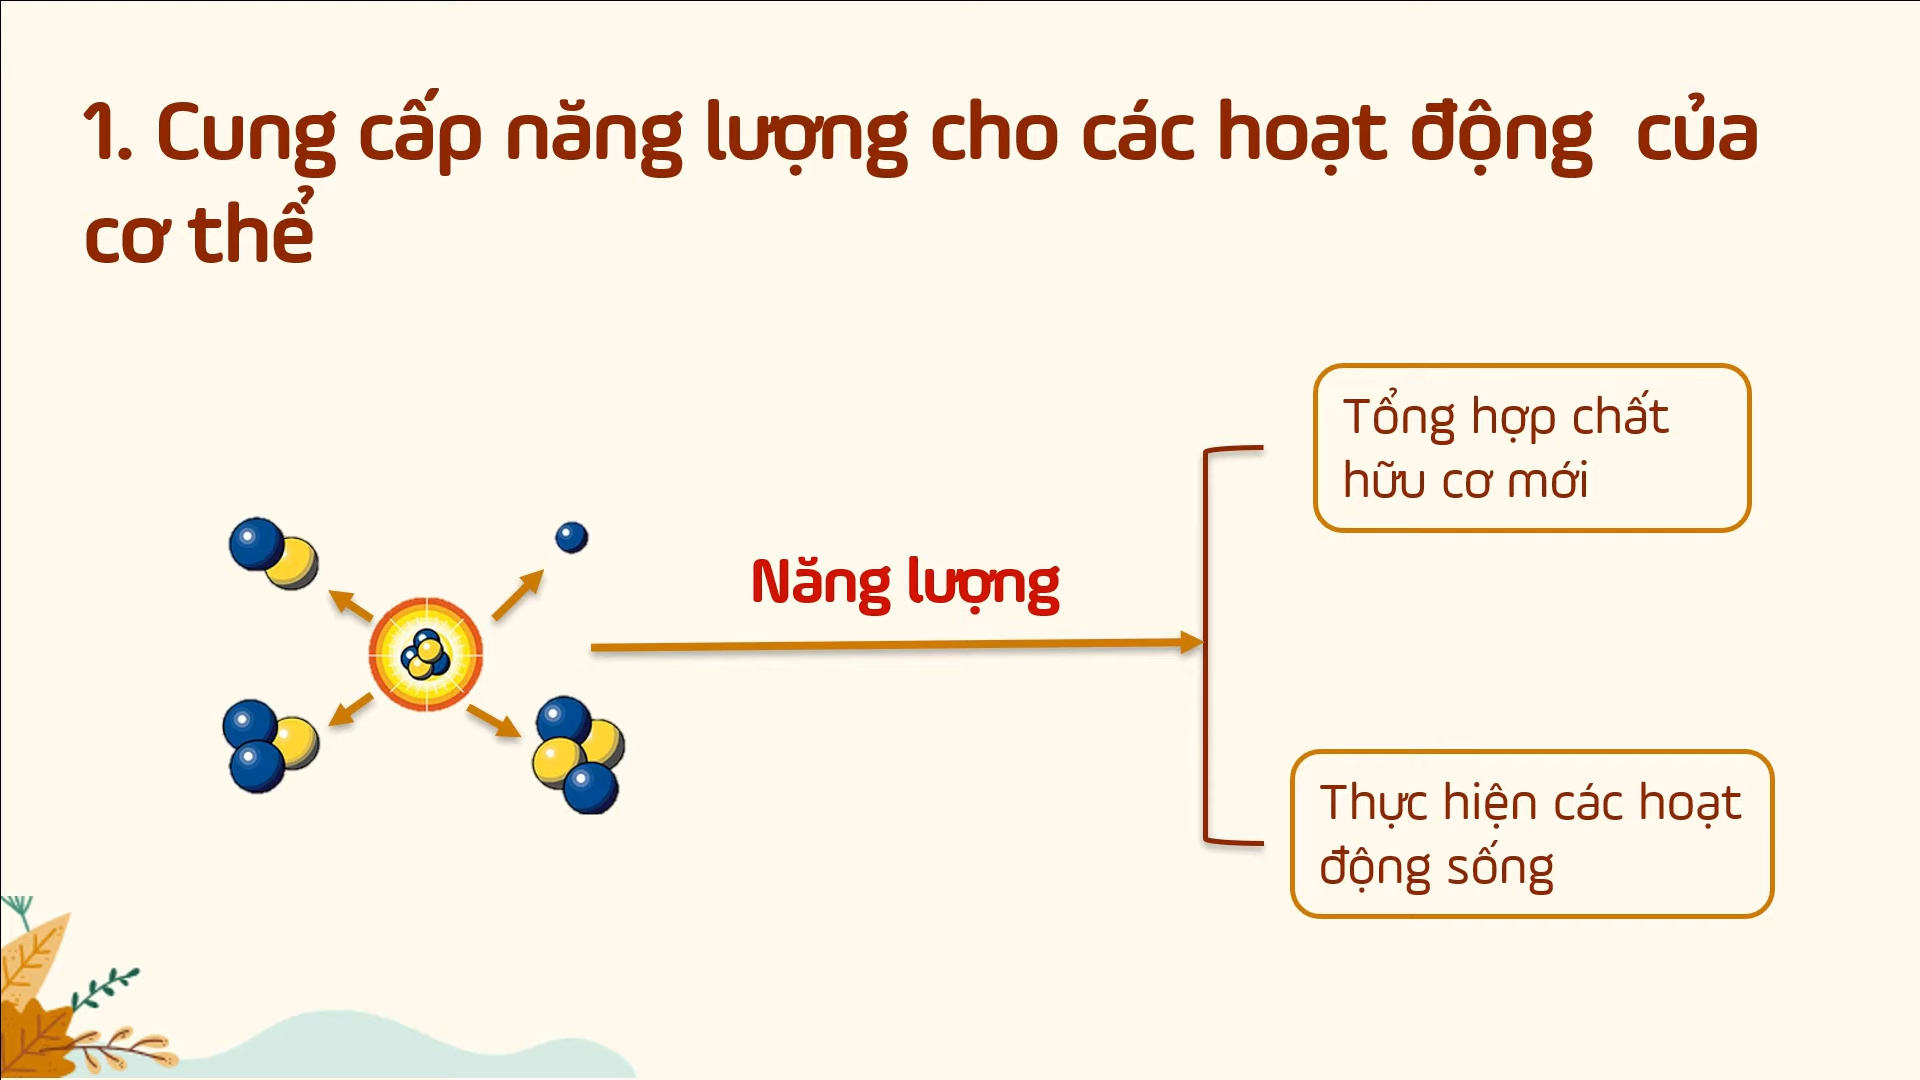 1. Cung cấp năng lượng cho các hoạt động  của
cơ thể
Năng lượng
Tổng hợp chất
hữu cơ mới
Thực hiện các hoạt
động sống